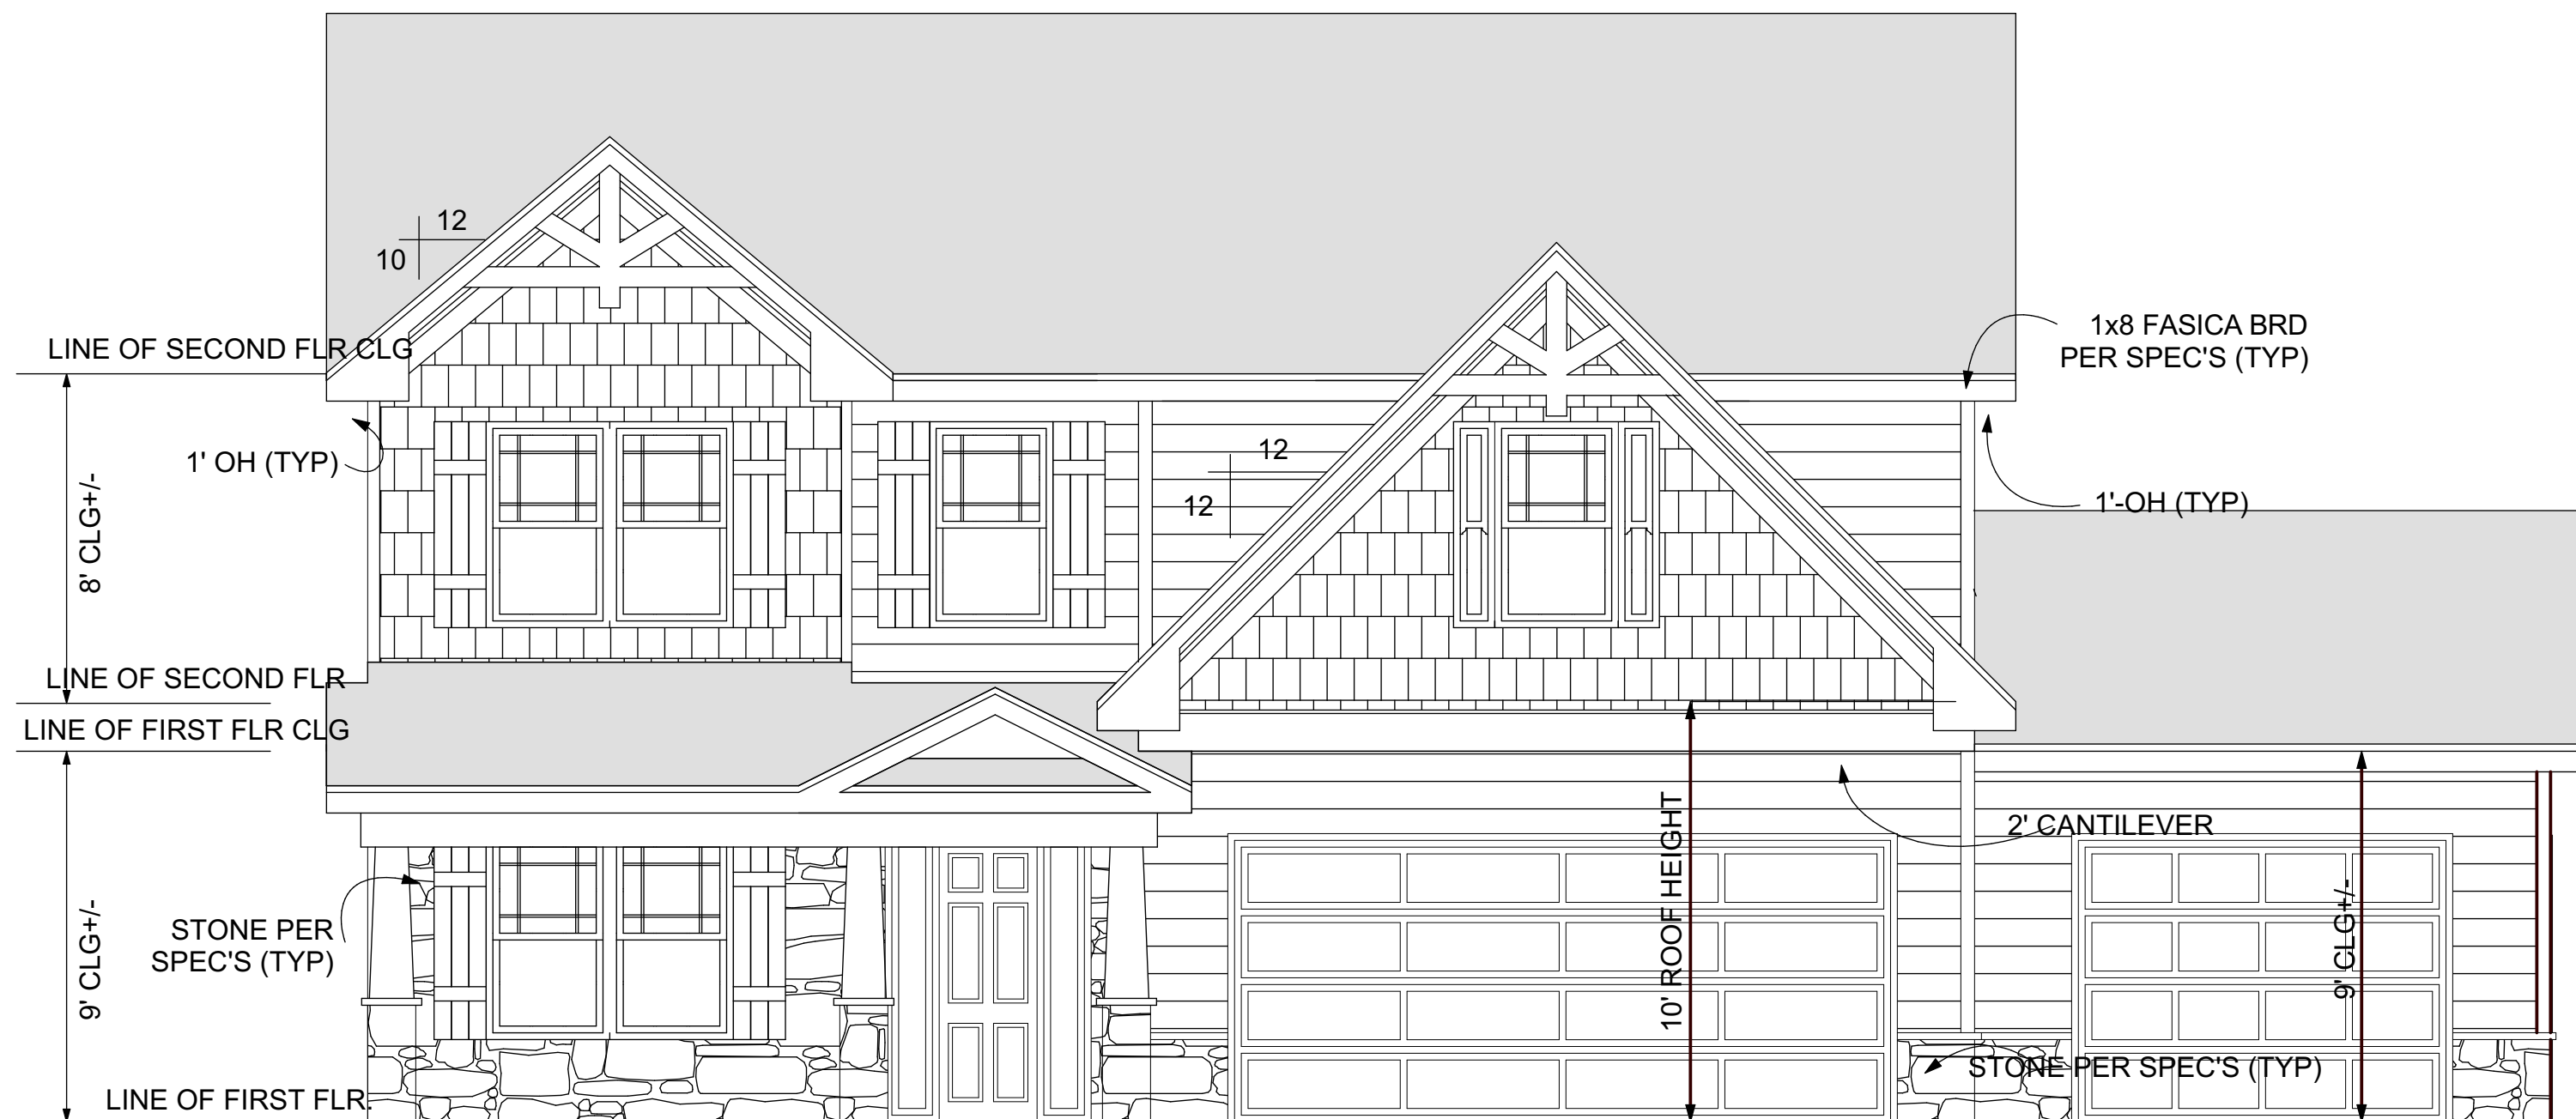 12
10
LINE OF SECOND FLR CLG
1x8 FASICA BRD
PER SPEC'S (TYP)
1' OH (TYP)
12
12
1'-OH (TYP)
8' CLG+/-
LINE OF SECOND FLR
LINE OF FIRST FLR CLG
2' CANTILEVER
10' ROOF HEIGHT
9' CLG+/-
STONE PER
SPEC'S (TYP)
9' CLG+/-
STONE PER SPEC'S (TYP)
LINE OF FIRST FLR.